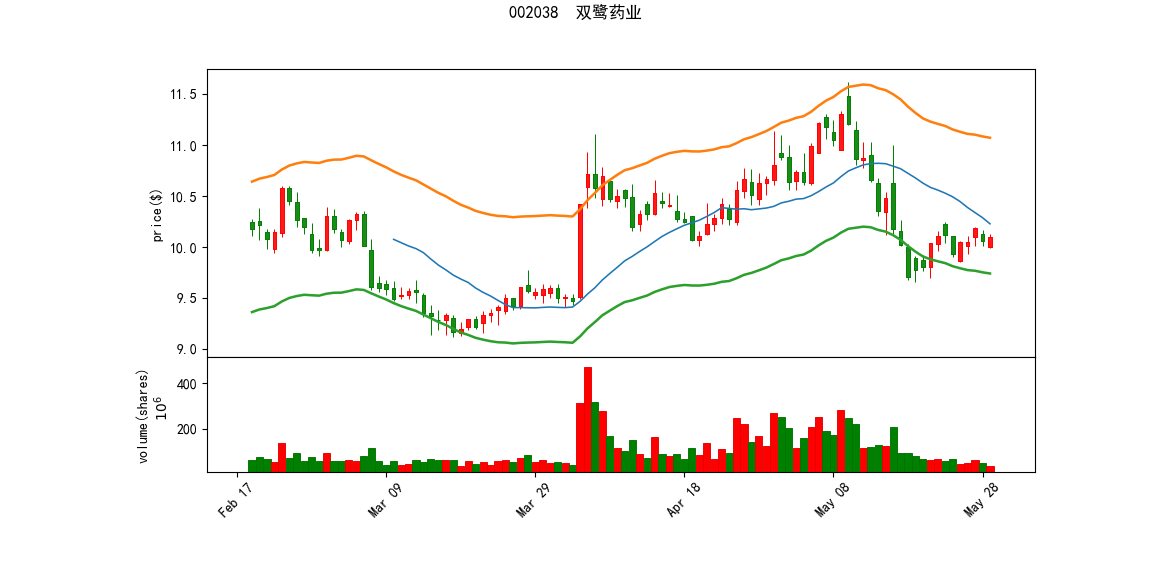 002038  双鹭药业
price($)
11.5
11.0
10.5
10.0
9.5
9.0
volume(shares)
10^6
400
200
Feb 17
Mar 09
Mar 29
Apr 18
May 08
May 28